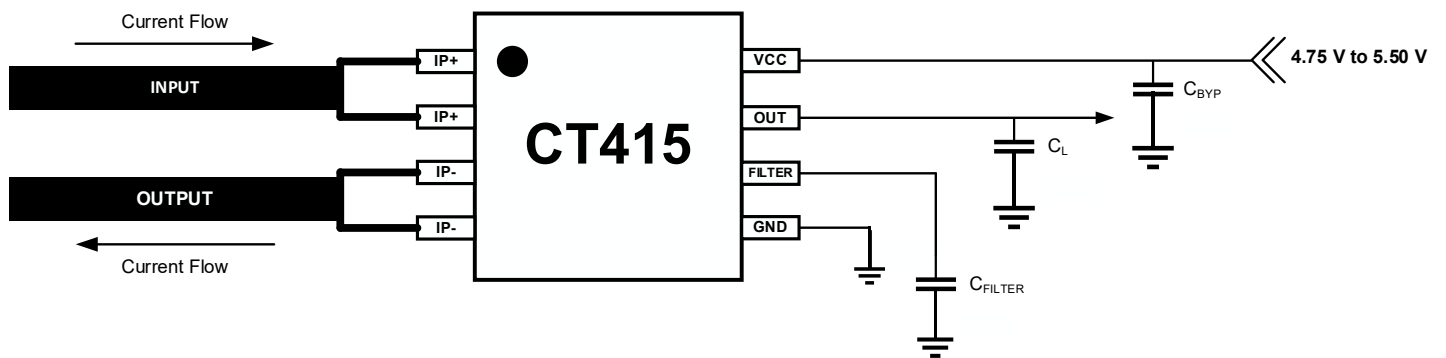 Current Flow
INPUT
OUTPUT
Current Flow
IP+
IP+
IP-
IP-
CT415
VCC
OUT
FILTER
GND
4.75 V to 5.50 V
CBYP
CL
CFILTER